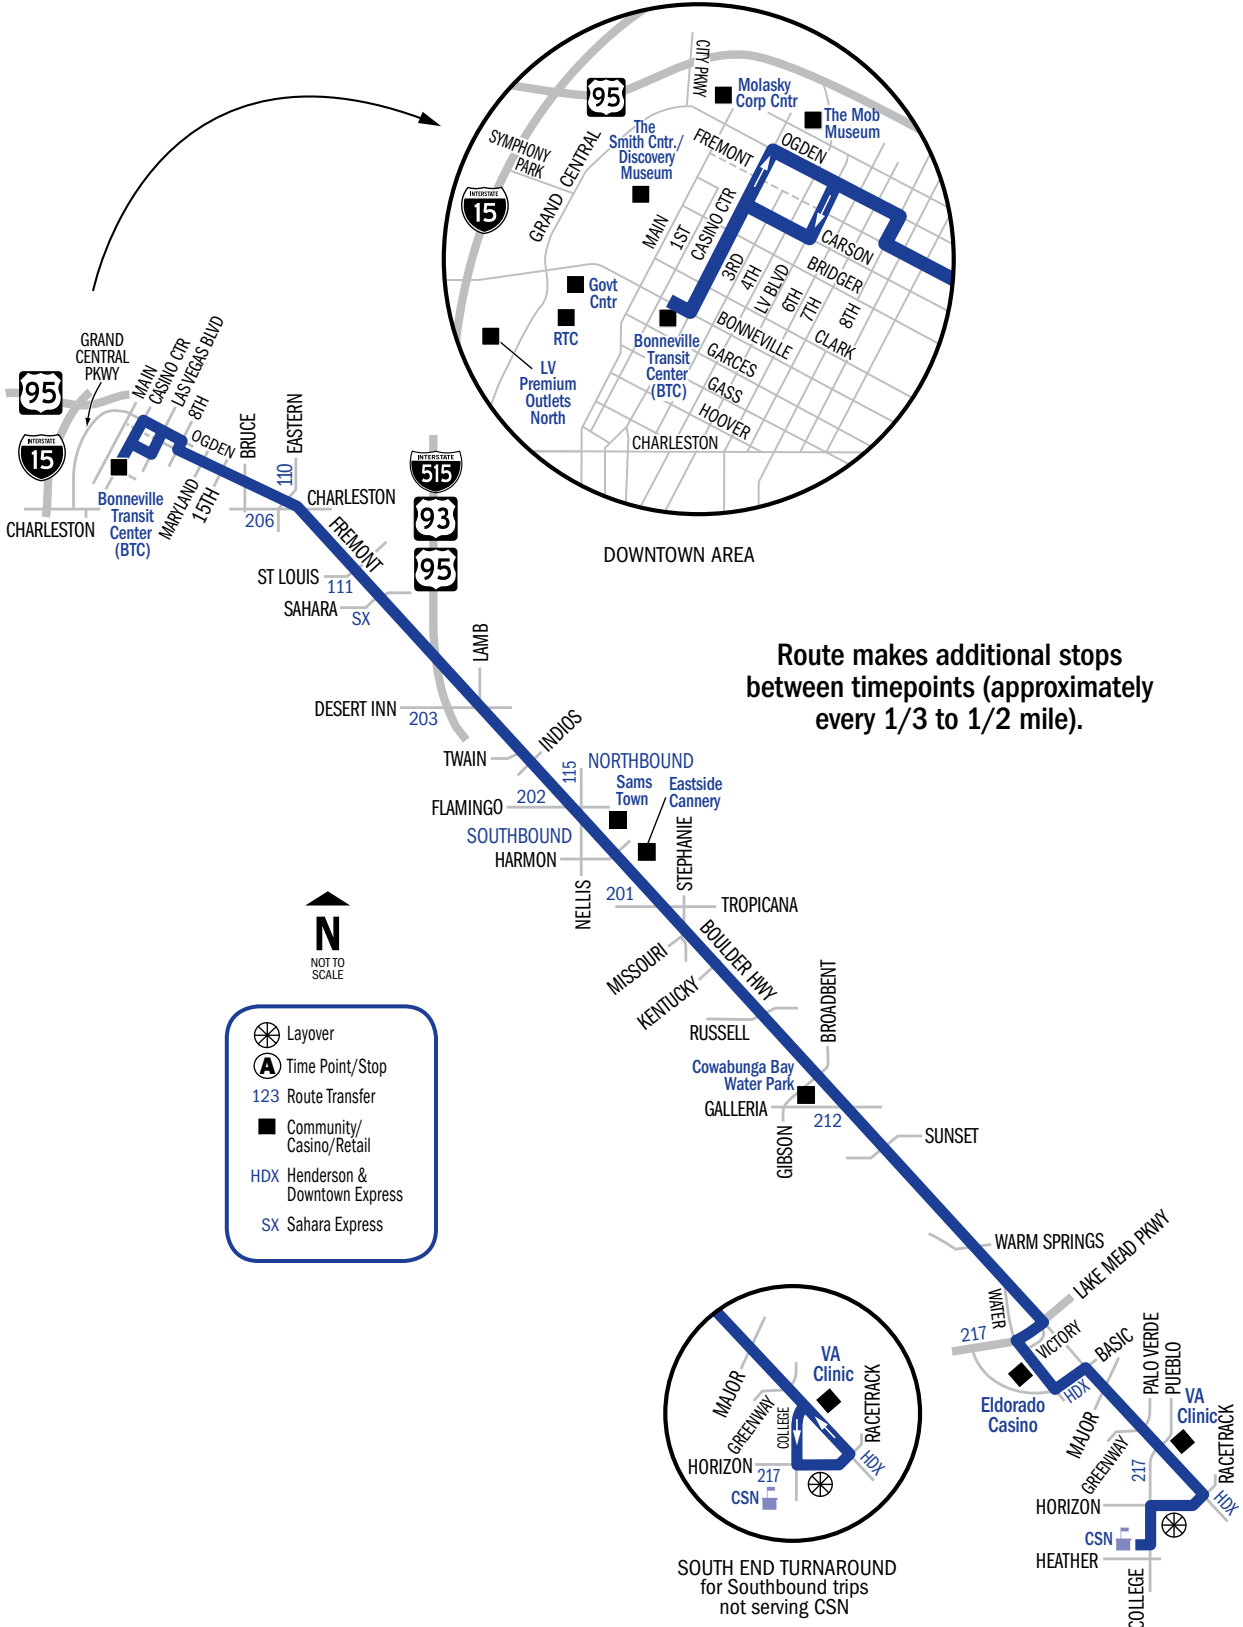 CITY PKWY
95
Molasky
Corp Cntr
The Mob
Museum
The
Smith Cntr./
Discovery
Museum
SYMPHONY
PARK
GRAND CENTRAL
FREMONT
OGDEN
INTERSTATE
15
MAIN
1ST
CASINO CTR
3RD
4TH
LV BLVD
6TH
7TH
8TH
CARSON
BRIDGER
CLARK
BONNEVILLE
GARCES
GASS
HOOVER
CHARLESTON
Govt
Cntr
RTC
LV
Premium
Outlets
North
Bonneville
Transit
Center
(BTC)
DOWNTOWN AREA
GRAND
CENTRAL
PKWY
95
INTERSTATE
15
MAIN
CASINO CTR
LAS VEGAS BLVD
8TH
OGDEN
BRUCE
EASTERN
110
CHARLESTON
206
CHARLESTON
Bonneville
Transit
Center
(BTC)
MARYLAND
15TH
FREMONT
INTERSTATE
515
93
95
ST LOUIS
111
SAHARA
SX
LAMB
DESERT INN
203
Route makes additional stops
between timepoints (approximately
every 1/3 to 1/2 mile).
TWAIN
INDIOS
115
NORTHBOUND
Sams
Town
Eastside
Cannery
202
FLAMINGO
SOUTHBOUND
HARMON
NELLIS
201
STEPHANIE
TROPICANA
MISSOURI
KENTUCKY
BOULDER HWY
RUSSELL
BROADBENT
Cowabunga Bay
Water Park
GALLERIA
212
GIBSON
SUNSET
N
NOT TO
SCALE
Layover
A Time Point/Stop
123 Route Transfer
Community/
Casino/Retail
HDX Henderson &
Downtown Express
SX Sahara Express
WARM SPRINGS
LAKE MEAD PKWY
WATER
217
VICTORY
BASIC
HDX
Eldorado
Casino
MAJOR
GREENWAY
PALO VERDE
PUEBLO
VA
Clinic
RACETRACK
217
HDX
HORIZON
CSN
HEATHER
COLLEGE
MAJOR
GREENWAY
COLLEGE
VA
Clinic
RACETRACK
HORIZON
217
HDX
CSN
SOUTH END TURNAROUND
for Southbound trips
not serving CSN